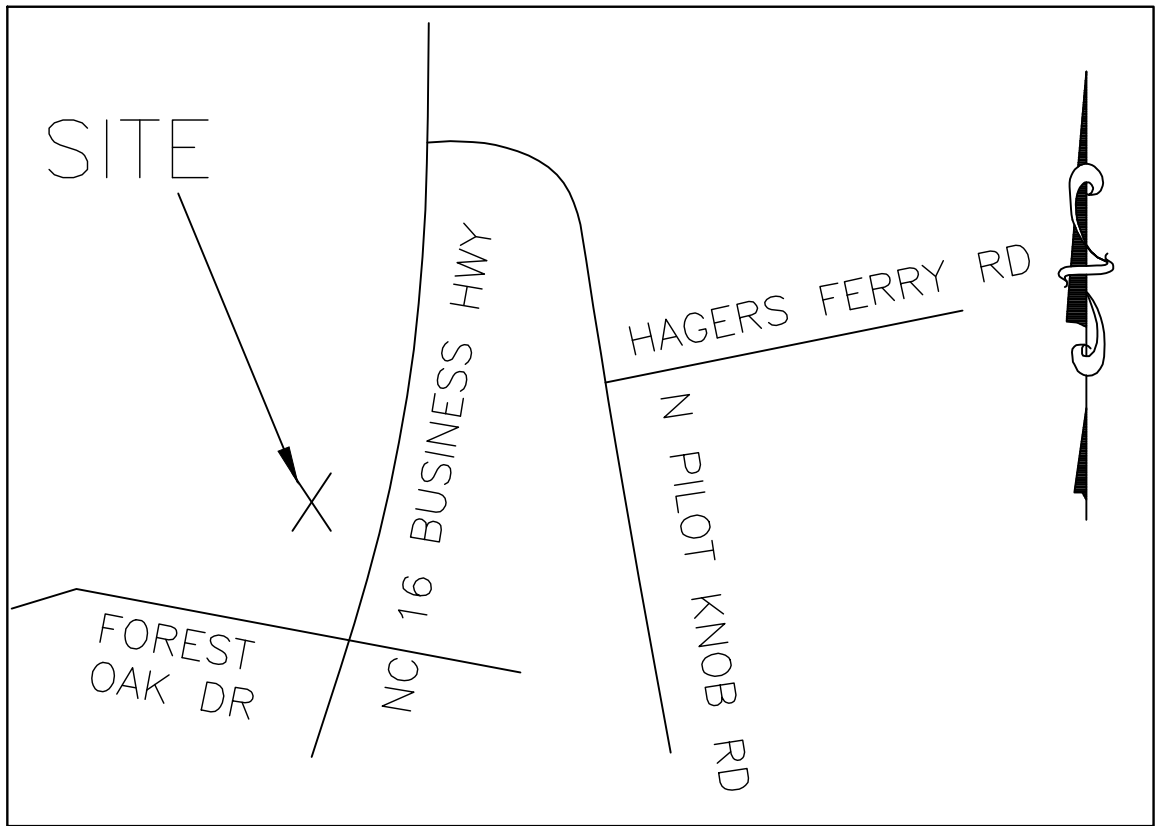 SITE
NC 16 BUSINESS HWY
HAGERS FERRY RD
N PILOT KNOB RD
FOREST
OAK DR